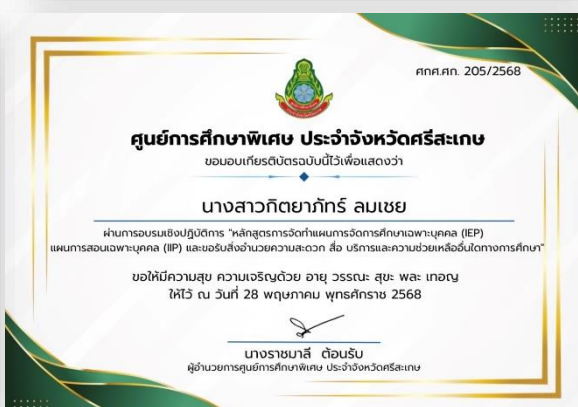 ศกศ.ศก. 205/2568
ศูนย์การศึกษาพิเศษ ประจำจังหวัดศรีสะเกษ
ขอมอบเกียรติบัตรฉบับนี้ไว้เพื่อแสดงว่า
นางสาวกิตยาภัทร์ ลมเชย
ผ่านการอบรมเชิงปฏิบัติการ "หลักสูตรการจัดทำแผนการจัดการศึกษาเฉพาะบุคคล (IEP)
แผนการสอนเฉพาะบุคคล (IIP) และขอรับสิ่งอำนวยความสะดวก สื่อ บริการและความช่วยเหลืออื่นใดทางการศึกษา"
ขอให้มีความสุข ความเจริญด้วย อายุ วรรณะ สุขะ พละ เทอญ
ให้ไว้ ณ วันที่ 28 พฤษภาคม พุทธศักราช 2568
นางราชมาลี ต้อนรับ
ผู้อำนวยการศูนย์การศึกษาพิเศษ ประจำจังหวัดศรีสะเกษ